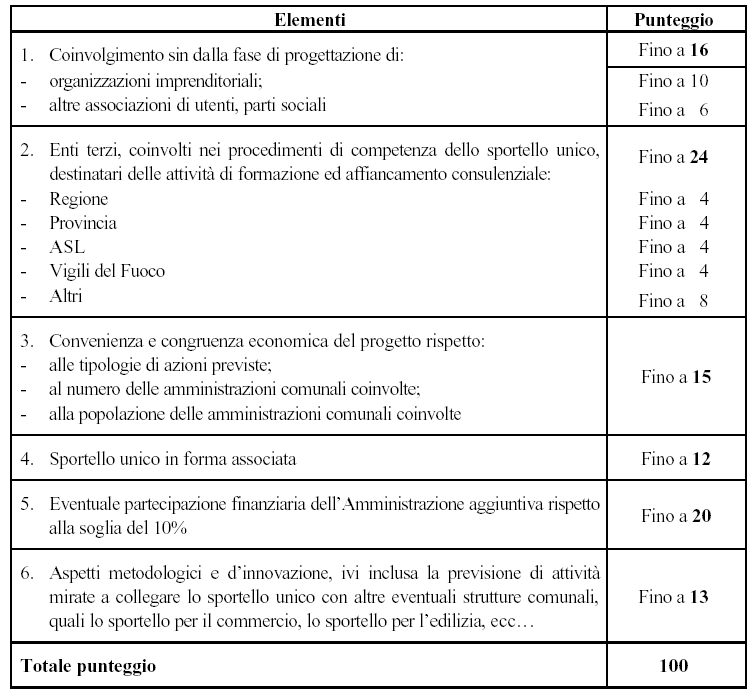 Elementi Punteggio
1. Coinvolgimento sin dalla fase di progettazione di: Fino a 16
- organizzazioni imprenditoriali; Fino a 10
- altre associazioni di utenti, parti sociali Fino a 6
2. Enti terzi, coinvolti nei procedimenti di competenza dello sportello unico,
destinatari delle attività di formazione ed affiancamento consulenziale: Fino a 24
- Regione Fino a 4
- Provincia Fino a 4
- ASL Fino a 4
- Vigili del Fuoco Fino a 4
- Altri Fino a 8
3. Convenienza e congruenza economica del progetto rispetto:
- alle tipologie di azioni previste;
- al numero delle amministrazioni comunali coinvolte;
- alla popolazione delle amministrazioni comunali coinvolte
Fino a 15
4. Sportello unico in forma associata Fino a 12
5. Eventuale partecipazione finanziaria dell'Amministrazione aggiuntiva rispetto
alla soglia del 10%
Fino a 20
6. Aspetti metodologici e d'innovazione, ivi inclusa la previsione di attività
mirate a collegare lo sportello unico con altre eventuali strutture comunali,
quali lo sportello per il commercio, lo sportello per l'edilizia, ecc…
Fino a 13
Totale punteggio 100